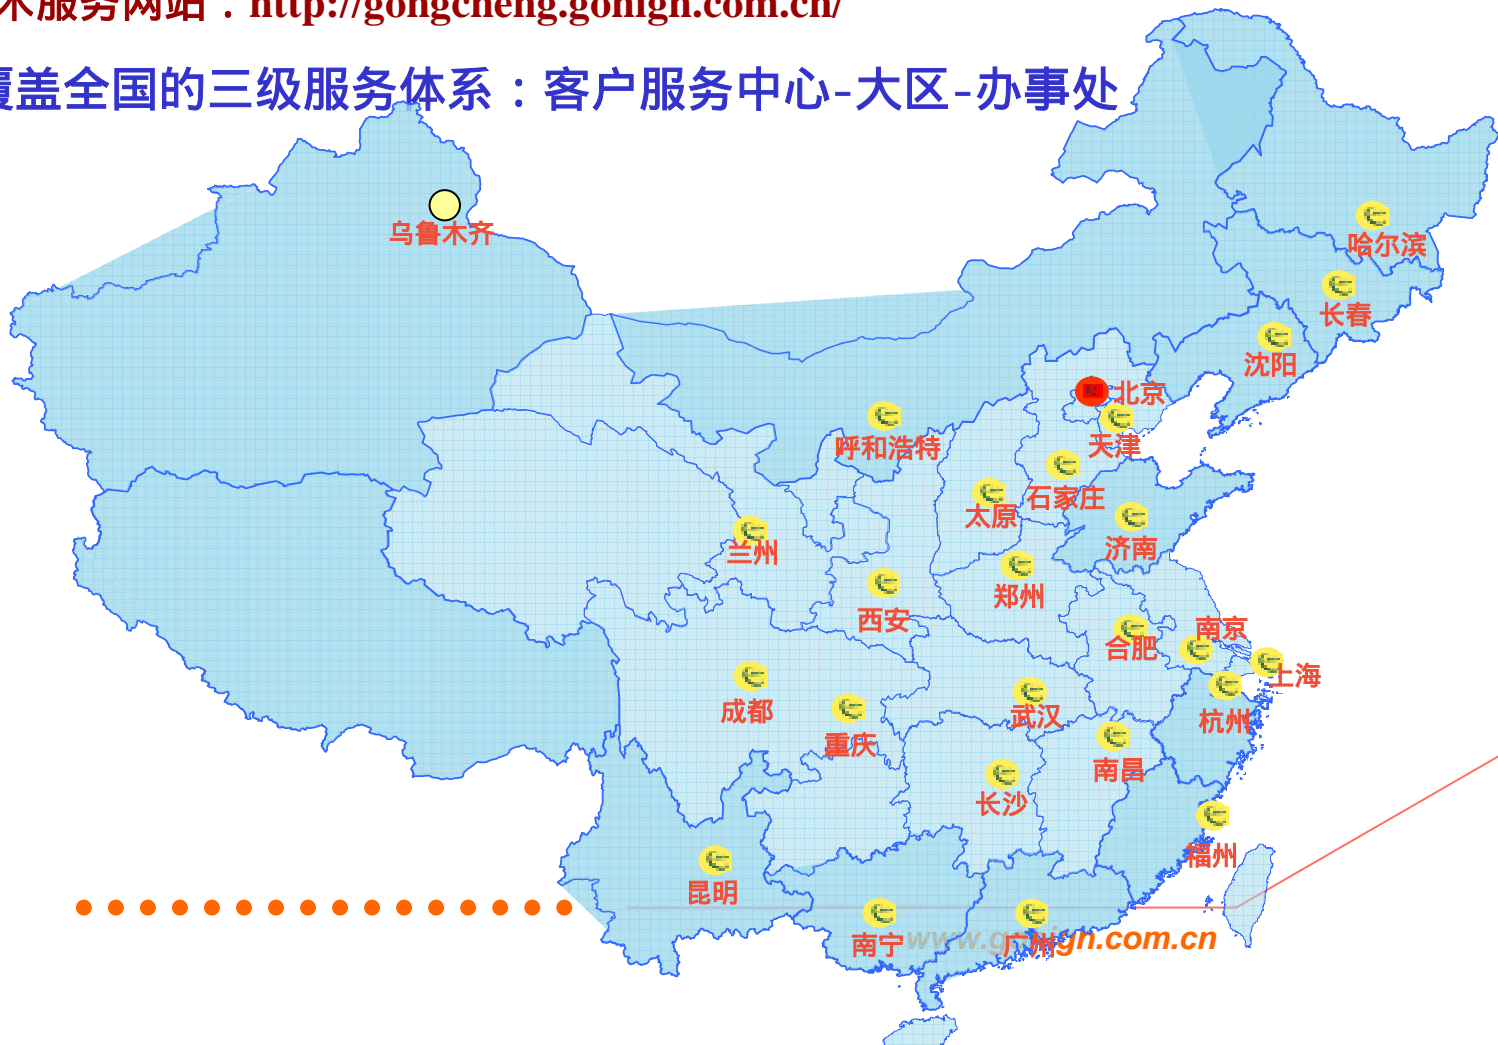 术服务网站：http://gongcheng.gohigh.com.cn/
覆盖全国的三级服务体系：客户服务中心-大区-办事处
乌鲁木齐
哈尔滨
长春
沈阳
北京
天津
呼和浩特
石家庄
太原
济南
兰州
郑州
西安
南京
合肥
上海
成都
武汉
杭州
重庆
南昌
长沙
福州
昆明
南宁
广州
www.gohigh.com.cn